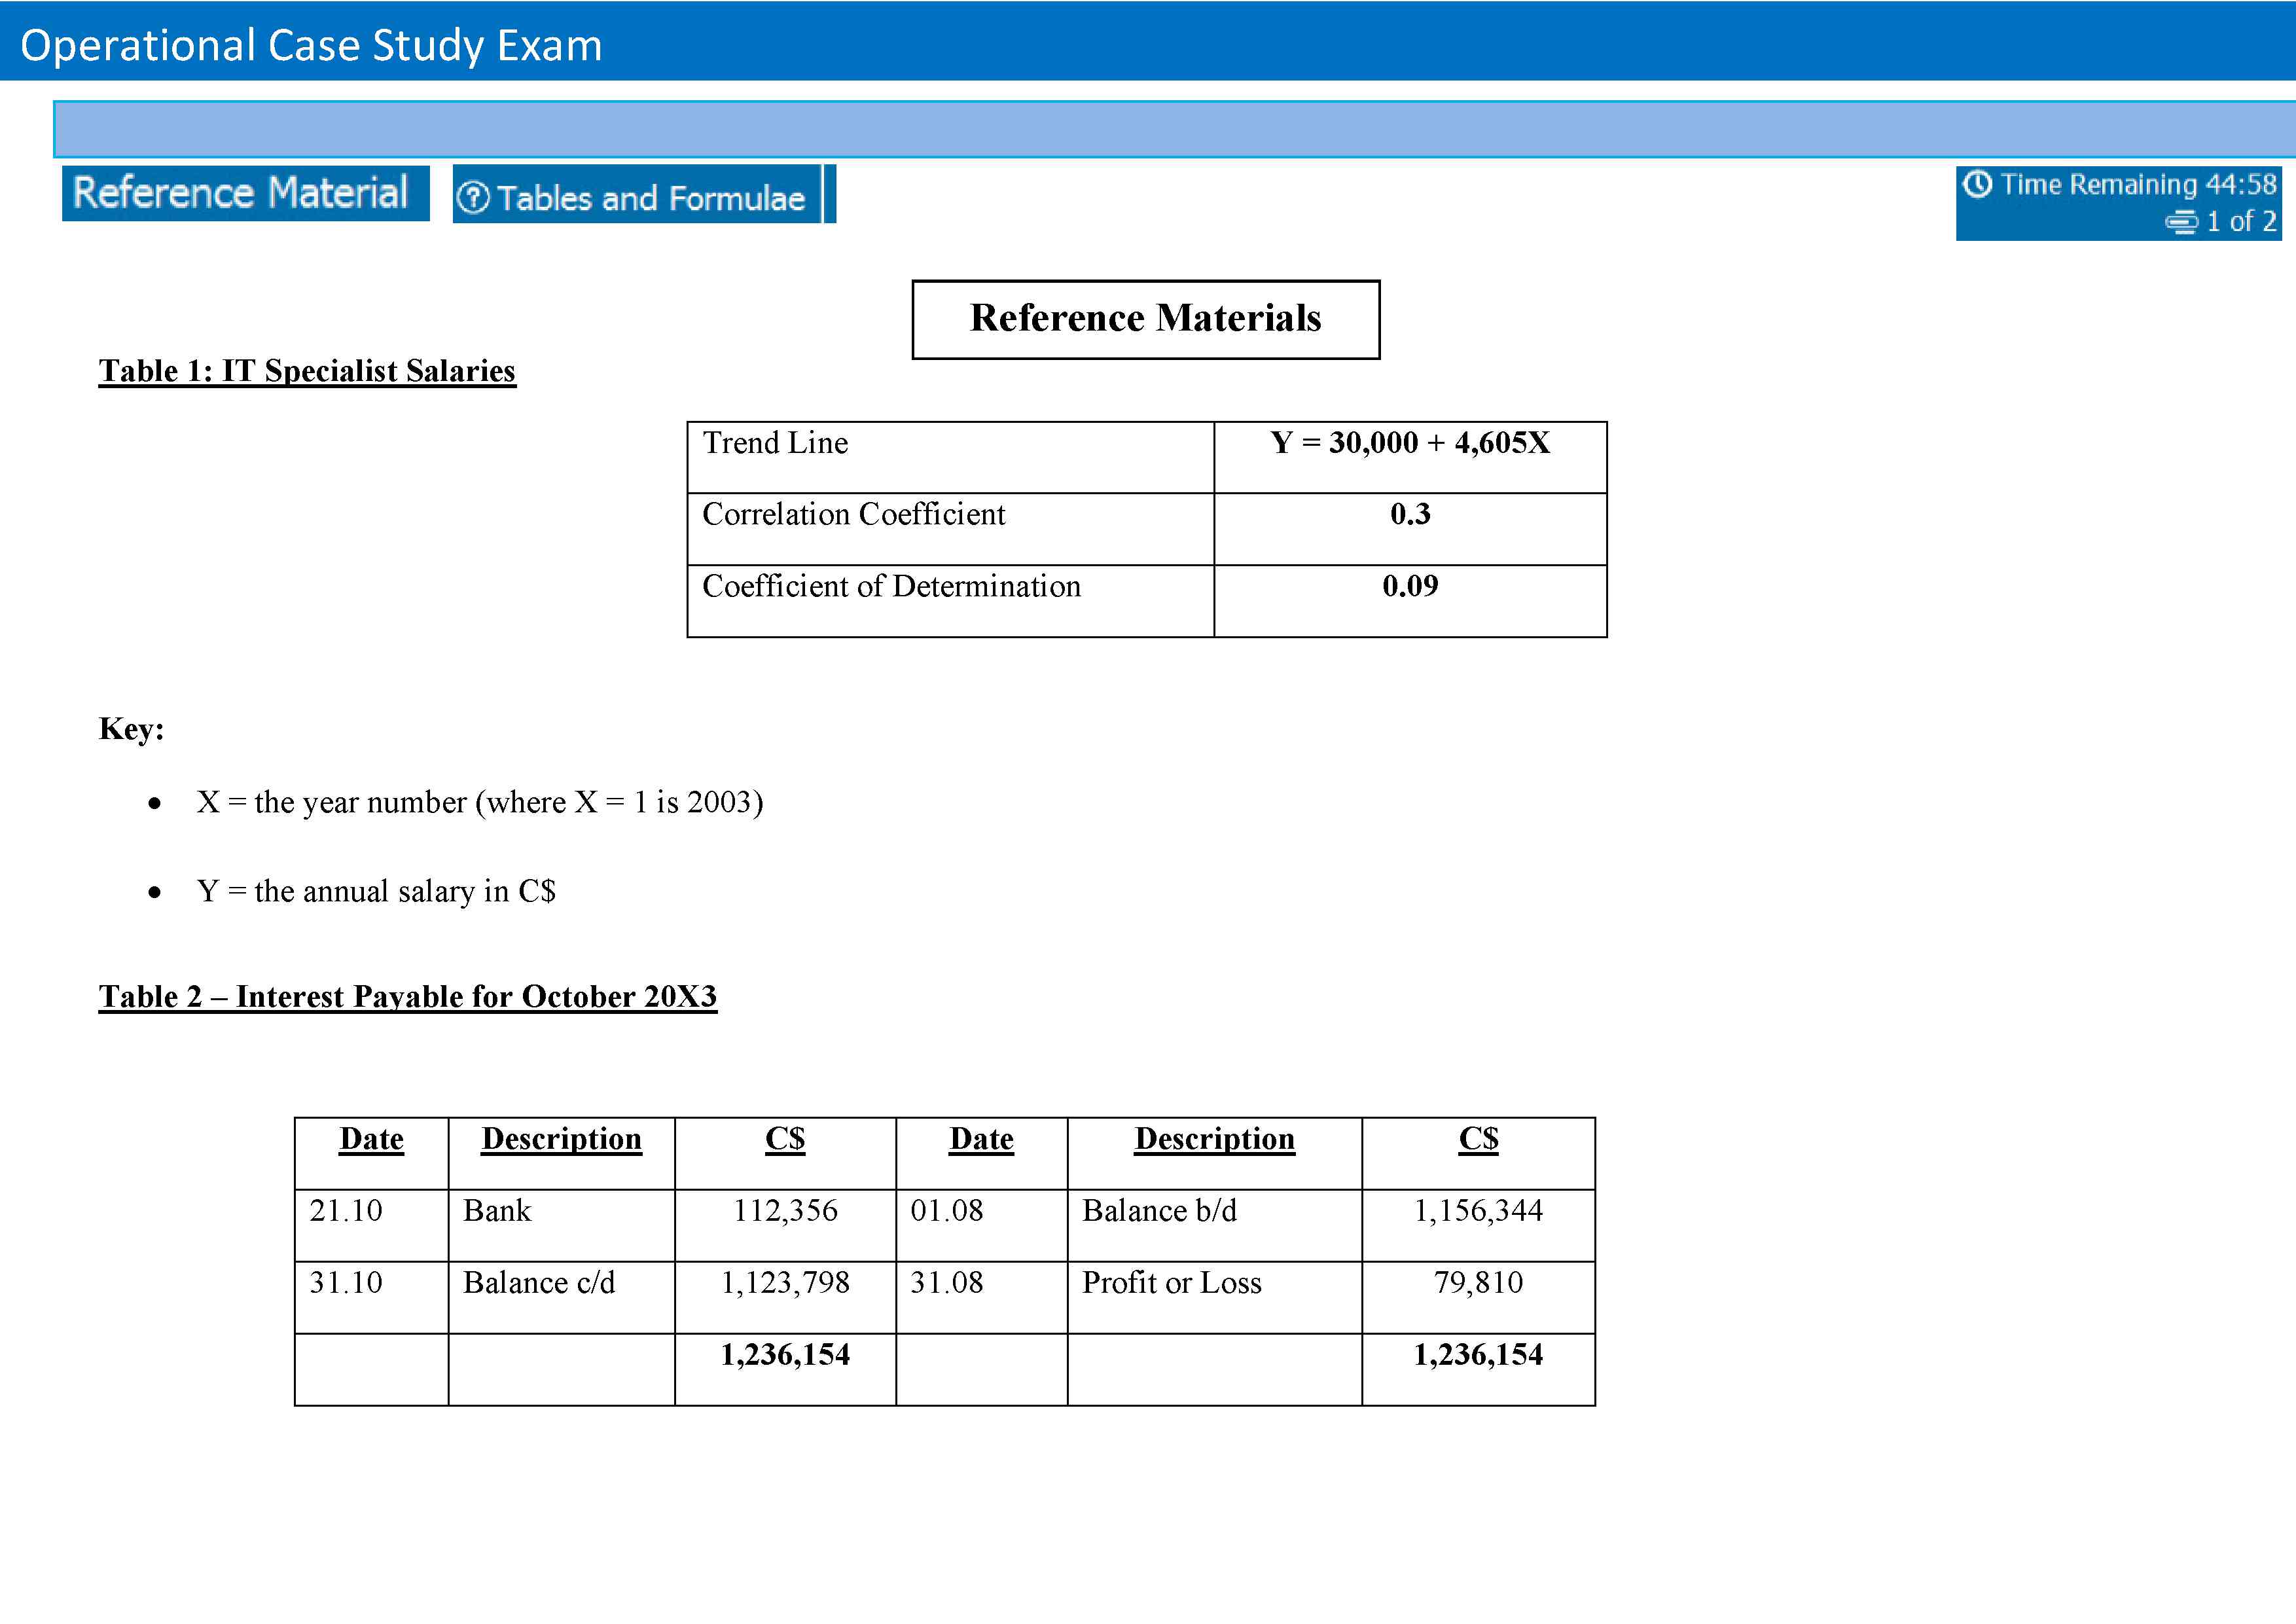 Operational Case Study Exam
Reference Material
Tables and Formulae
Time Remaining 44:58
1 of 2
Reference Materials
Table 1: IT Specialist Salaries
Trend Line Y = 30,000 + 4,605X
Correlation Coefficient 0.3
Coefficient of Determination 0.09
Key:
• X = the year number (where X = 1 is 2003)
• Y = the annual salary in C$
Table 2 – Interest Payable for October 20X3
Date Description C$ Date Description C$
21.10 Bank 112,356 01.08 Balance b/d 1,156,344
31.10 Balance c/d 1,123,798 31.08 Profit or Loss 79,810
1,236,154 1,236,154